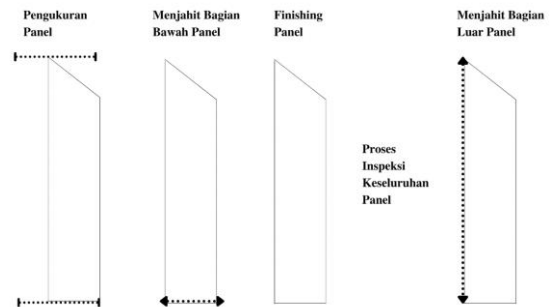 Pengukuran
Panel
Menjahit Bagian
Bawah Panel
Finishing
Panel
Menjahit Bagian
Luar Panel
Proses
Inspeksi
Keseluruhan
Panel